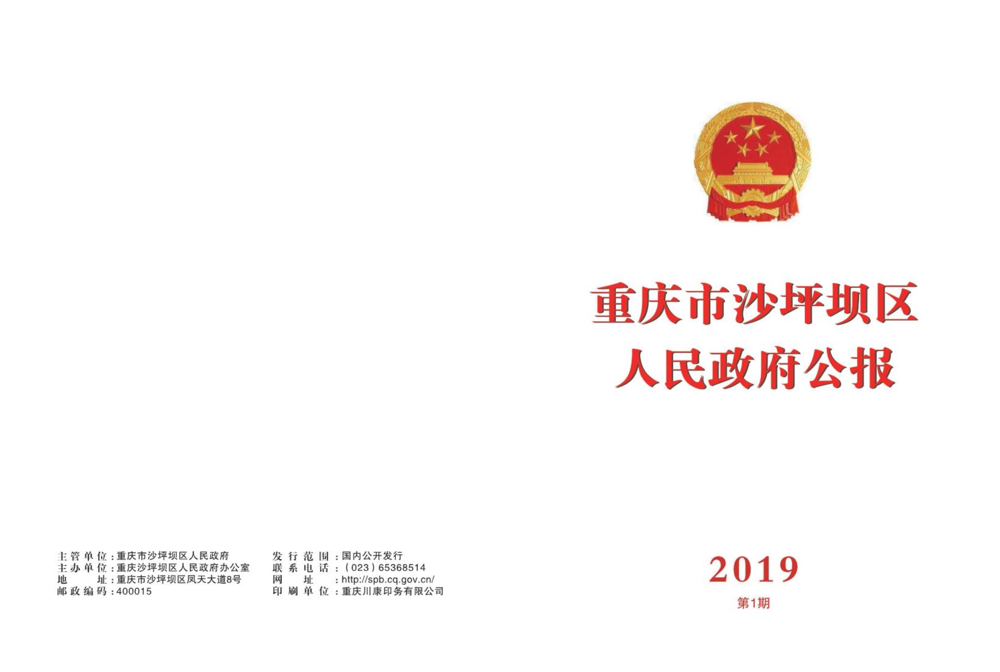 重庆市沙坪坝区
人民政府公报
2019
第1期
主管单位:重庆市沙坪坝区人民政府
主办单位:重庆沙坪坝区人民政府办公室
地址:重庆市沙坪坝区凤天大道8号
邮政编码:400015
发行范围:国内公开发行
联系电话:(023)65368514
网址:http://spb.cq.gov.cn/
印刷单位:重庆川康印务有限公司